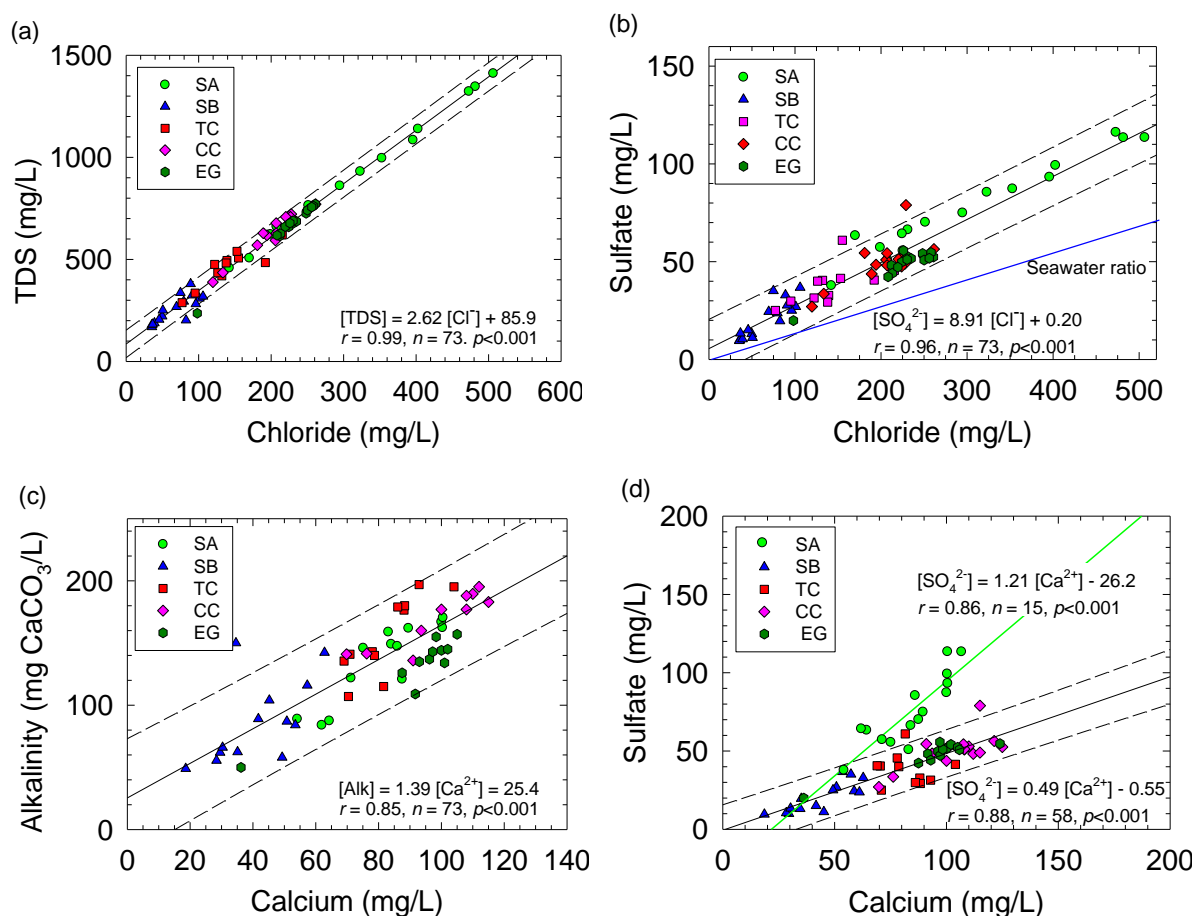 (a)
1500
1000
500
0
TDS (mg/L)
SA
SB
TC
CC
EG
[TDS] = 2.62 [Cl⁻] + 85.9
r = 0.99, n = 73. p<0.001
0 100 200 300 400 500 600
Chloride (mg/L)
(b)
150
100
50
0
Sulfate (mg/L)
SA
SB
TC
CC
EG
Seawater ratio
[SO₄²⁻] = 8.91 [Cl⁻] + 0.20
r = 0.96, n = 73, p<0.001
0 100 200 300 400 500
Chloride (mg/L)
(c)
200
100
0
Alkalinity (mg CaCO₃/L)
SA
SB
TC
CC
EG
[Alk] = 1.39 [Ca²⁺] = 25.4
r = 0.85, n = 73, p<0.001
0 20 40 60 80 100 120 140
Calcium (mg/L)
(d)
200
150
100
50
0
Sulfate (mg/L)
SA
SB
TC
CC
EG
[SO₄²⁻] = 1.21 [Ca²⁺] - 26.2
r = 0.86, n = 15, p<0.001
[SO₄²⁻] = 0.49 [Ca²⁺] - 0.55
r = 0.88, n = 58, p<0.001
0 50 100 150 200
Calcium (mg/L)